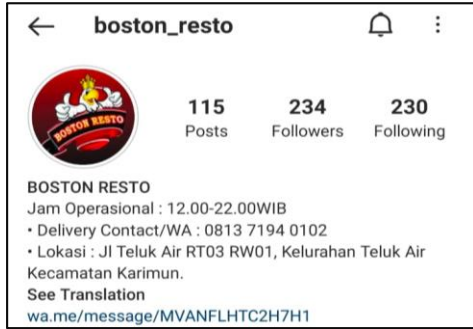 boston_resto
BOSTON RESTO
115 234 230
Posts Followers Following
BOSTON RESTO
Jam Operasional : 12.00-22.00WIB
• Delivery Contact/WA : 0813 7194 0102
• Lokasi : Jl Teluk Air RT03 RW01, Kelurahan Teluk Air
Kecamatan Karimun.
See Translation
wa.me/message/MVANFLHTC2H7H1